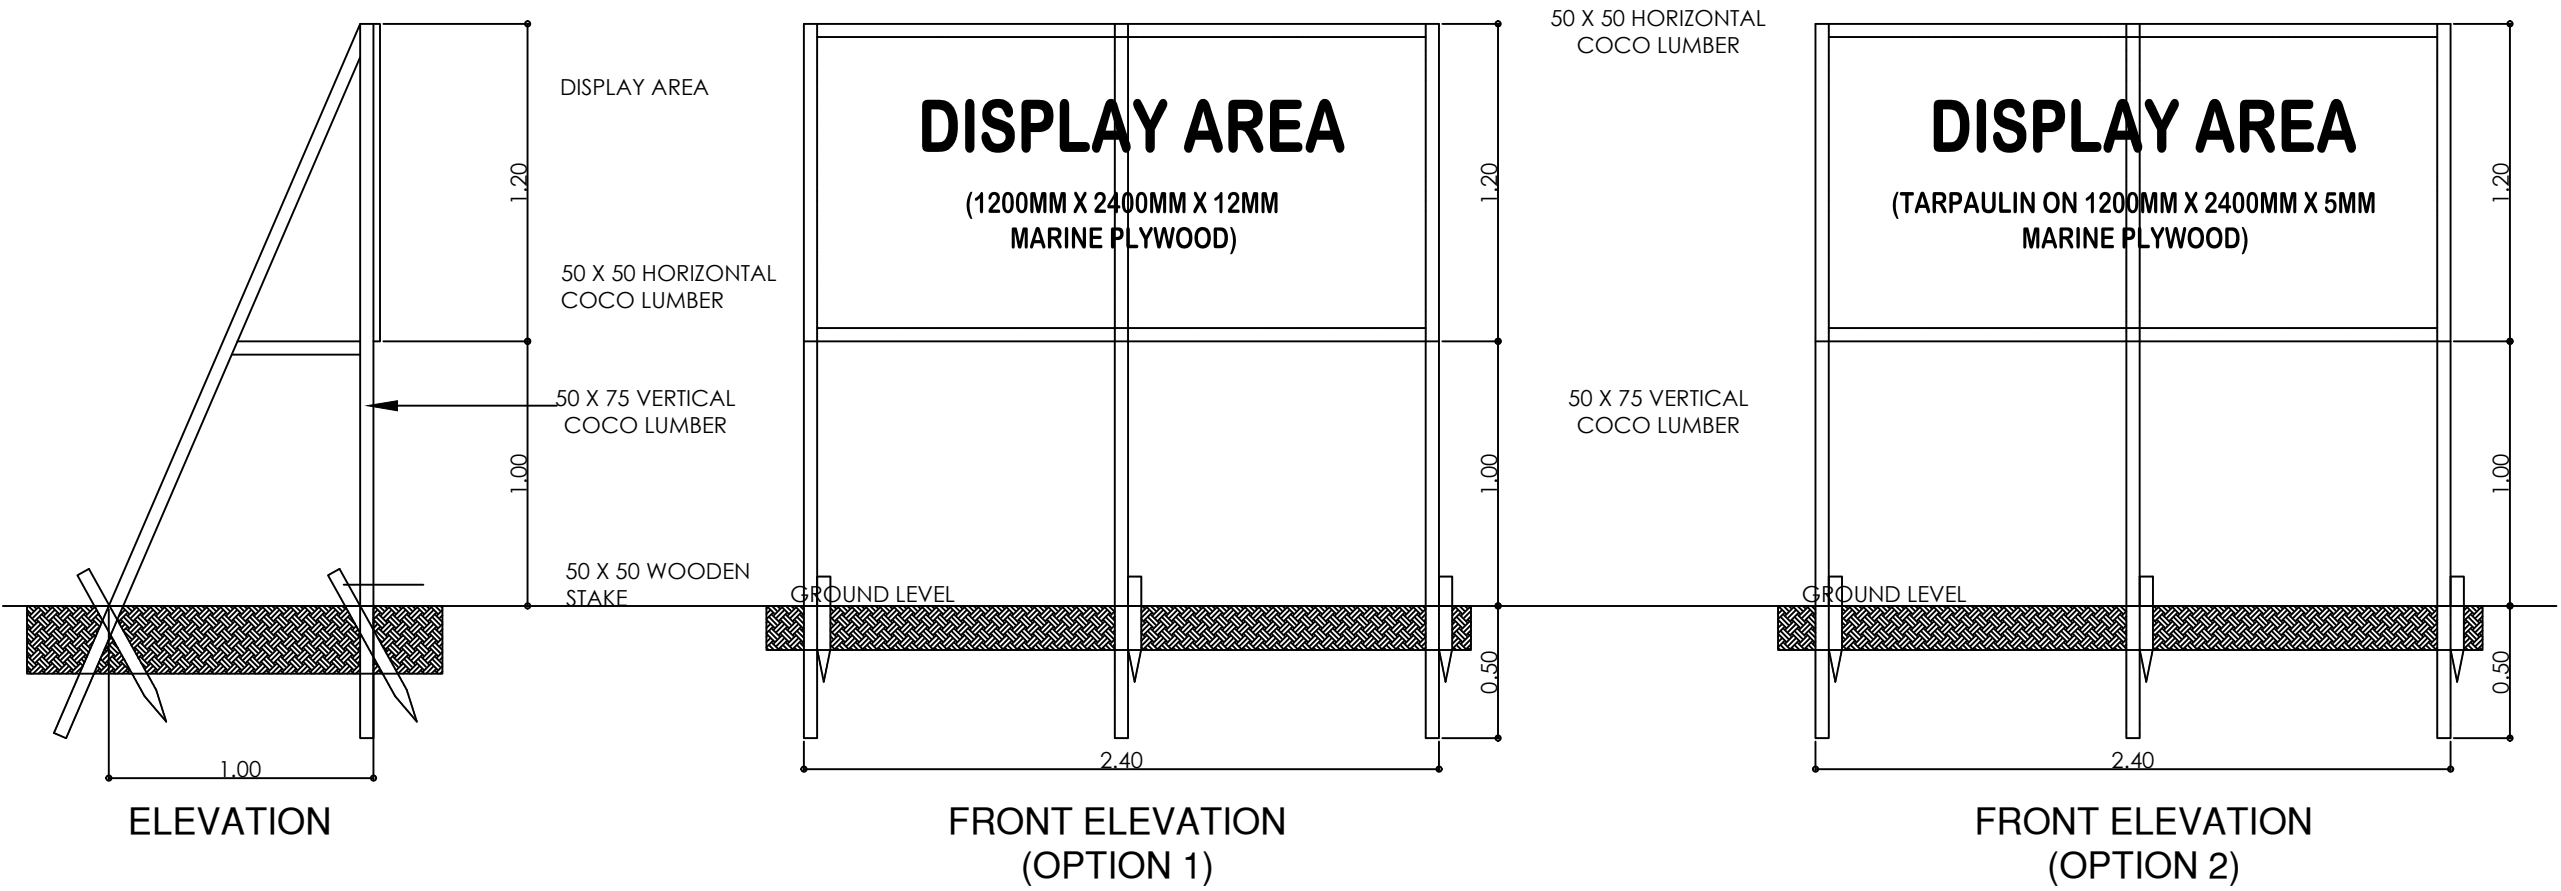 DISPLAY AREA
1.20
50 X 50 HORIZONTAL
COCO LUMBER
50 X 75 VERTICAL
COCO LUMBER
1.00
50 X 50 WOODEN
STAKE
1.00
ELEVATION
DISPLAY AREA
(1200MM X 2400MM X 12MM
MARINE PLYWOOD)
1.20
1.00
GROUND LEVEL
0.50
2.40
FRONT ELEVATION
(OPTION 1)
50 X 50 HORIZONTAL
COCO LUMBER
50 X 75 VERTICAL
COCO LUMBER
DISPLAY AREA
(TARPAULIN ON 1200MM X 2400MM X 5MM
MARINE PLYWOOD)
1.20
1.00
GROUND LEVEL
0.50
2.40
FRONT ELEVATION
(OPTION 2)